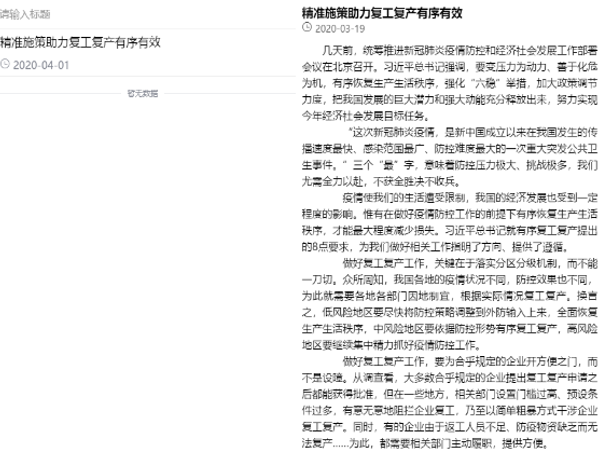 请输入标题
精准施策助力复工复产有序有效
2020-04-01
暂无数据
精准施策助力复工复产有序有效
2020-03-19
几天前，统筹推进新冠肺炎疫情防控和经济社会发展工作部署
会议在北京召开。习近平总书记强调，要变压力为动力、善于化危
为机，有序恢复生产生活秩序，强化“六稳”举措，加大政策调节
力度，把我国发展的巨大潜力和强大动能充分释放出来，努力实现
今年经济社会发展目标任务。
“这次新冠肺炎疫情，是新中国成立以来在我国发生的传
播速度最快、感染范围最广、防控难度最大的一次重大突发公共卫
生事件。”三个“最”字，意味着防控压力极大、挑战极多，我们
尤需全力以赴，不获全胜决不收兵。
疫情使我们的生活遭受限制，我国的经济发展也受到一定
程度的影响。惟有在做好疫情防控工作的前提下有序恢复生产生活
秩序，才能最大程度减少损失。习近平总书记就有序复工复产提出
的8点要求，为我们做好相关工作指明了方向、提供了遵循。
做好复工复产工作，关键在于落实分区分级机制，而不能
一刀切。众所周知，我国各地的疫情状况不同，防控效果也不同，
为此就需要各地各部门因地制宜，根据实际情况复工复产。换言
之，低风险地区要尽快将防控策略调整到外防输入上来，全面恢复
生产生活秩序，中风险地区要依据防控形势有序复工复产，高风险
地区要继续集中精力抓好疫情防控工作。
做好复工复产工作，要为合乎规定的企业开方便之门，而
不是设障。从调查看，大多数合乎规定的企业提出复工复产申请之
后都能获得批准，但在一些地方，相关部门设置门槛过高、预设条
件过多，有意无意地阻拦企业复工，乃至以简单粗暴方式干涉企业
复工复产。同时，有的企业由于返工人员不足、防疫物资缺乏而无
法复产……为此，都需要相关部门主动履职，提供方便。